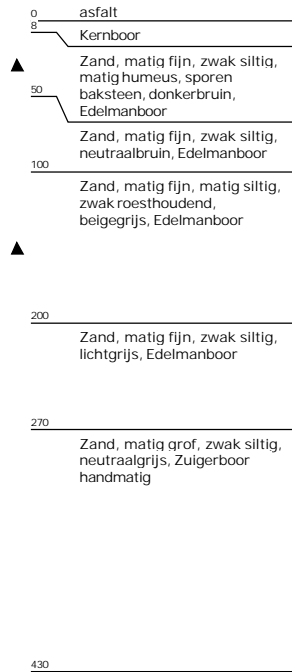 0 asfalt
8
Kernboor
Zand, matig fijn, zwak siltig,
matig humeus, sporen
baksteen, donkerbruin,
Edelmanboor
50
Zand, matig fijn, zwak siltig,
neutraalbruin, Edelmanboor
100
Zand, matig fijn, matig siltig,
zwak roesthoudend,
beigegrijs, Edelmanboor
200
Zand, matig fijn, zwak siltig,
lichtgrijs, Edelmanboor
270
Zand, matig grof, zwak siltig,
neutraalgrijs, Zuigerboor
handmatig
430